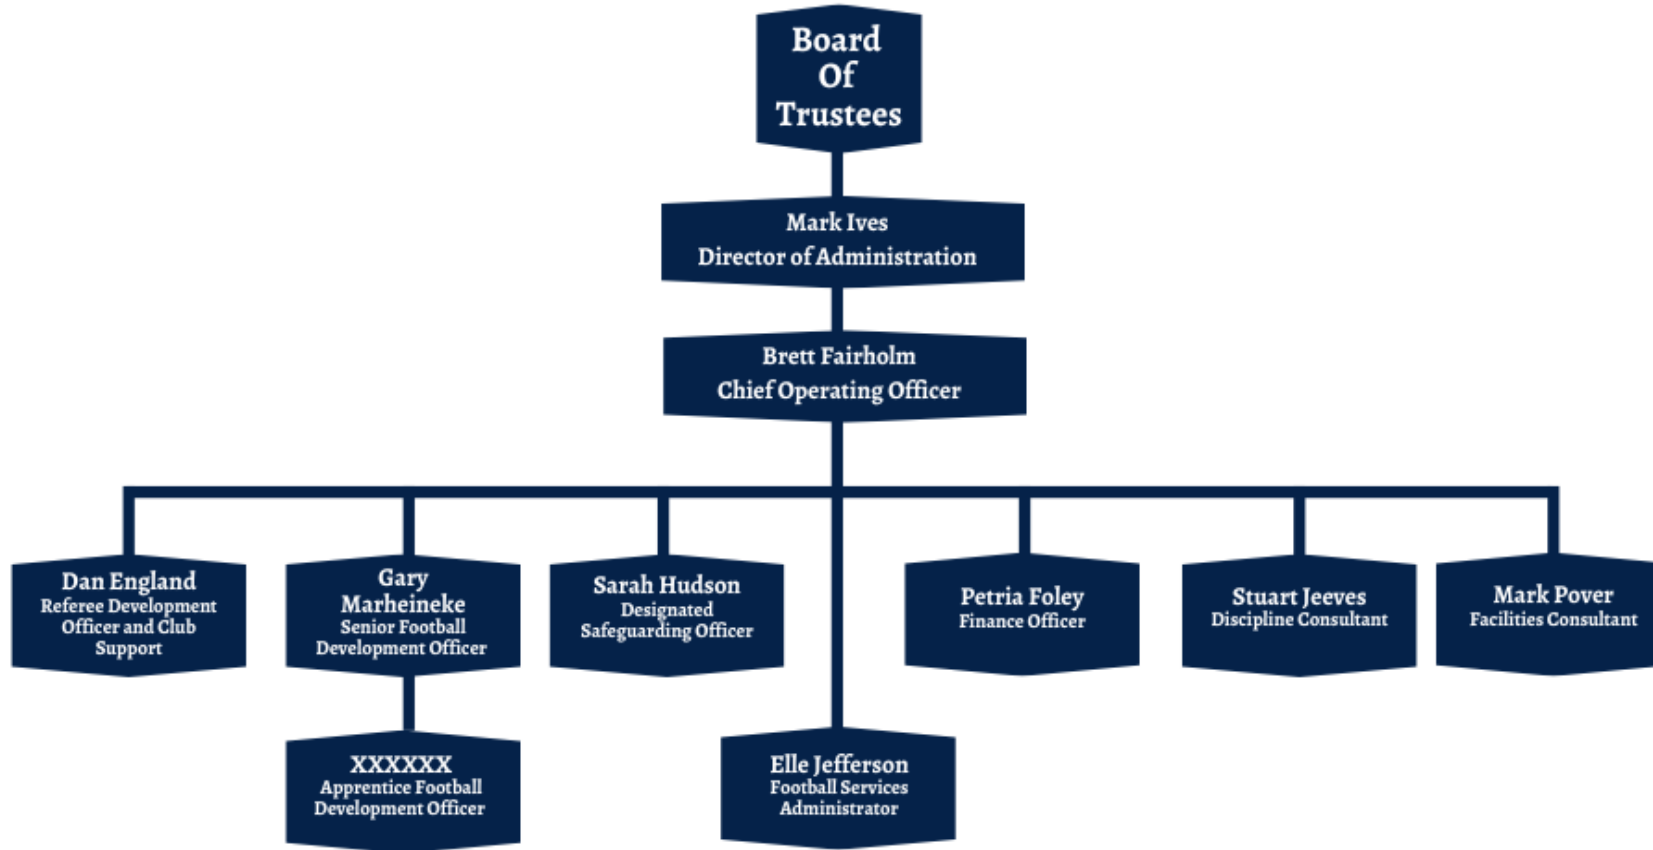 Board
Of
Trustees
Mark Ives
Director of Administration
Brett Fairholm
Chief Operating Officer
Dan England
Referee Development
Officer and Club
Support
Gary
Marheineke
Senior Football
Development Officer
Sarah Hudson
Designated
Safeguarding Officer
Petria Foley
Finance Officer
Stuart Jeeves
Discipline Consultant
Mark Pover
Facilities Consultant
XXXXXX
Apprentice Football
Development Officer
Elle Jefferson
Football Services
Administrator